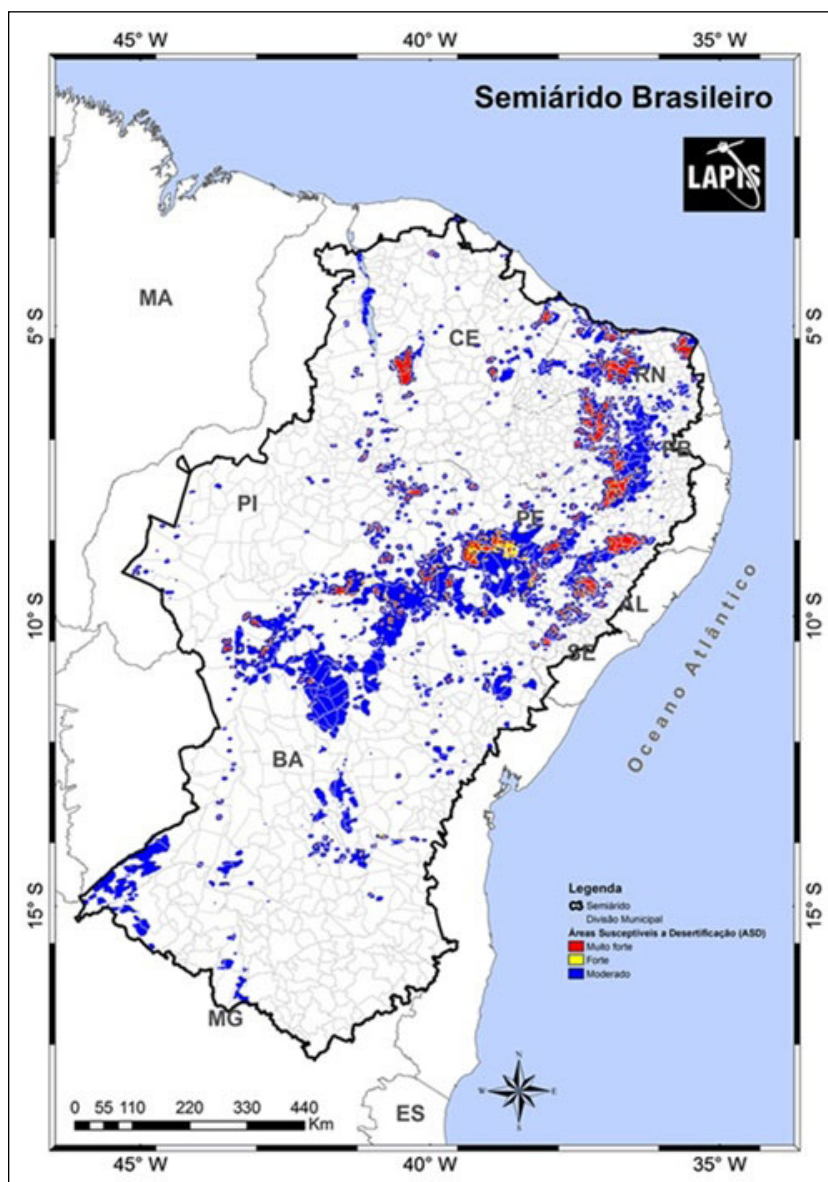 45° W 40° W 35° W
Semiárido Brasileiro
LAPIS
MA
5° S 5° S
CE
RN
PB
PI
PE
AL
10° S 10° S
SE
Oceano Atlântico
BA
15° S 15° S
Legenda
Semiárido
Divisão Municipal
Áreas Susceptíveis a Desertificação (ASD)
Muito forte
Forte
Moderado
MG
N
W E
S
0 55 110 220 330 440
Km
ES
45° W 40° W 35° W